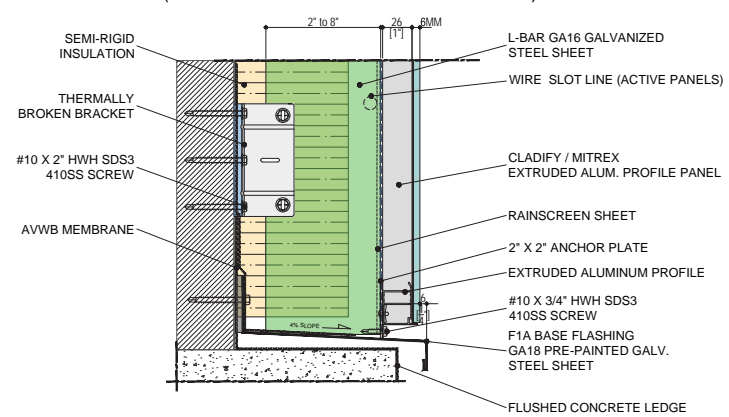 2" to 8"
26
[1"]
6MM
SEMI-RIGID
INSULATION
THERMALLY
BROKEN BRACKET
#10 X 2" HWH SDS3
410SS SCREW
AVWB MEMBRANE
L-BAR GA16 GALVANIZED
STEEL SHEET
WIRE SLOT LINE (ACTIVE PANELS)
CLADIFY / MITREX
EXTRUDED ALUM. PROFILE PANEL
RAINSCREEN SHEET
2" X 2" ANCHOR PLATE
EXTRUDED ALUMINUM PROFILE
6
#10 X 3/4" HWH SDS3
410SS SCREW
4% SLOPE
F1A BASE FLASHING
GA18 PRE-PAINTED GALV.
STEEL SHEET
FLUSHED CONCRETE LEDGE